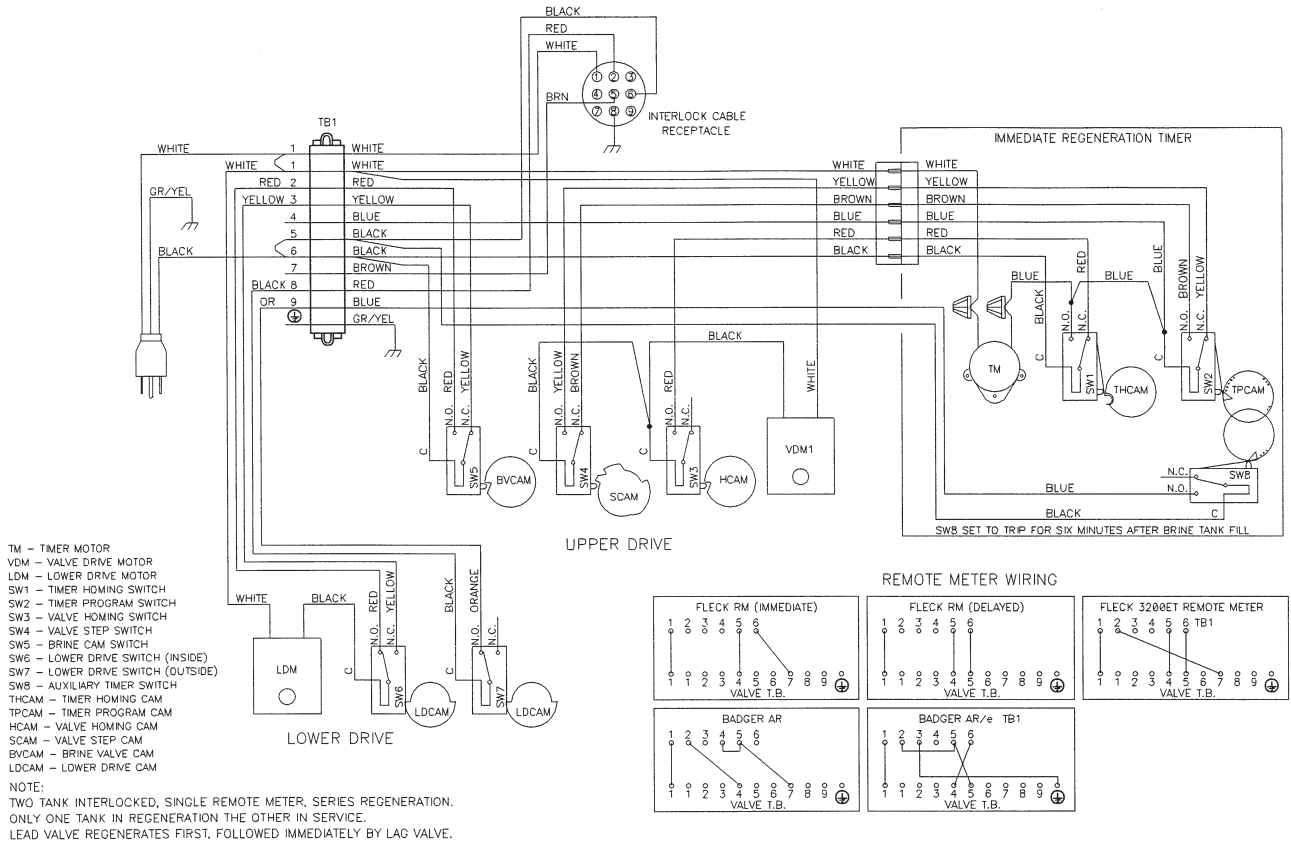 BLACK
RED
WHITE
1 2 3
4 5 6
7 8 9
BRN
INTERLOCK CABLE
RECEPTACLE
TB1
IMMEDIATE REGENERATION TIMER
WHITE 1 WHITE
WHITE 1 WHITE WHITE WHITE
RED 2 RED YELLOW YELLOW
GR/YEL
YELLOW 3 YELLOW BROWN BROWN
4 BLUE BLUE BLUE
5 BLACK RED RED
BLACK 6 BLACK BLACK BLACK
7 BROWN
BLACK 8 RED
OR 9 BLUE
GR/YEL
BLUE
BLACK
RED
BLUE
BLUE
BROWN
YELLOW
N.O.
N.C.
N.O.
N.C.
C
C
TM
SW1
THCAM
SW2
TPCAM
BLACK
RED
YELLOW
BLACK
YELLOW
BROWN
BLACK
RED
WHITE
N.O.
N.C.
N.O.
N.C.
N.O.
N.C.
C
C
C
SW5
BVCAM
SW4
SCAM
SW3
HCAM
VDM1
N.C.
N.O.
SW8
BLUE
BLACK
C
SW8 SET TO TRIP FOR SIX MINUTES AFTER BRINE TANK FILL
UPPER DRIVE
WHITE
BLACK
RED
YELLOW
BLACK
ORANGE
N.O.
N.C.
N.O.
N.C.
C
C
LDM
SW6
LDCAM
SW7
LDCAM
LOWER DRIVE
TM – TIMER MOTOR
VDM – VALVE DRIVE MOTOR
LDM – LOWER DRIVE MOTOR
SW1 – TIMER HOMING SWITCH
SW2 – TIMER PROGRAM SWITCH
SW3 – VALVE HOMING SWITCH
SW4 – VALVE STEP SWITCH
SW5 – BRINE CAM SWITCH
SW6 – LOWER DRIVE SWITCH (INSIDE)
SW7 – LOWER DRIVE SWITCH (OUTSIDE)
SW8 – AUXILIARY TIMER SWITCH
THCAM – TIMER HOMING CAM
TPCAM – TIMER PROGRAM CAM
HCAM – VALVE HOMING CAM
SCAM – VALVE STEP CAM
BVCAM – BRINE VALVE CAM
LDCAM – LOWER DRIVE CAM
NOTE:
TWO TANK INTERLOCKED, SINGLE REMOTE METER, SERIES REGENERATION.
ONLY ONE TANK IN REGENERATION THE OTHER IN SERVICE.
LEAD VALVE REGENERATES FIRST, FOLLOWED IMMEDIATELY BY LAG VALVE.
REMOTE METER WIRING
FLECK RM (IMMEDIATE)
1 2 3 4 5 6
1 1 2 3 4 5 6 7 8 9
VALVE T.B.
FLECK RM (DELAYED)
1 2 3 4 5 6
1 1 2 3 4 5 6 7 8 9
VALVE T.B.
FLECK 3200ET REMOTE METER
1 2 3 4 5 6 TB1
1 1 2 3 4 5 6 7 8 9
VALVE T.B.
BADGER AR
1 2 3 4 5 6
1 1 2 3 4 5 6 7 8 9
VALVE T.B.
BADGER AR/e TB1
1 2 3 4 5 6
1 1 2 3 4 5 6 7 8 9
VALVE T.B.